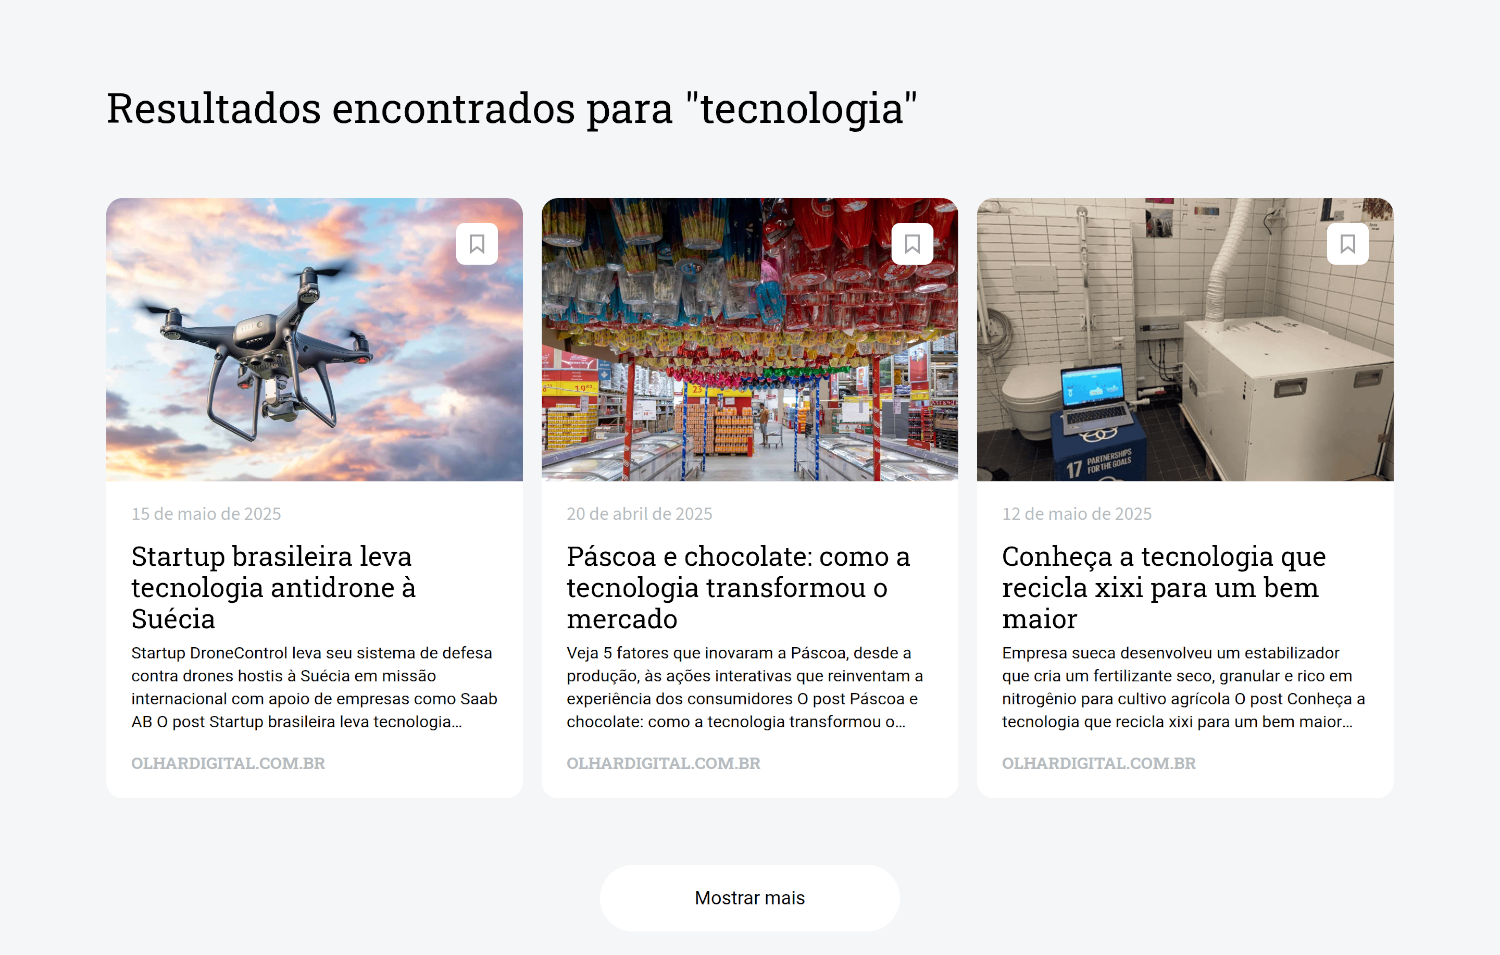 Resultados encontrados para "tecnologia"
17 PARTNERSHIPS
FOR THE GOALS
15 de maio de 2025
Startup brasileira leva
tecnologia antidrone à
Suécia
Startup DroneControl leva seu sistema de defesa
contra drones hostis à Suécia em missão
internacional com apoio de empresas como Saab
AB O post Startup brasileira leva tecnologia...
OLHARDIGITAL.COM.BR
20 de abril de 2025
Páscoa e chocolate: como a
tecnologia transformou o
mercado
Veja 5 fatores que inovaram a Páscoa, desde a
produção, às ações interativas que reinventam a
experiência dos consumidores O post Páscoa e
chocolate: como a tecnologia transformou o...
OLHARDIGITAL.COM.BR
12 de maio de 2025
Conheça a tecnologia que
recicla xixi para um bem
maior
Empresa sueca desenvolveu um estabilizador
que cria um fertilizante seco, granular e rico em
nitrogênio para cultivo agrícola O post Conheça a
tecnologia que recicla xixi para um bem maior...
OLHARDIGITAL.COM.BR
Mostrar mais